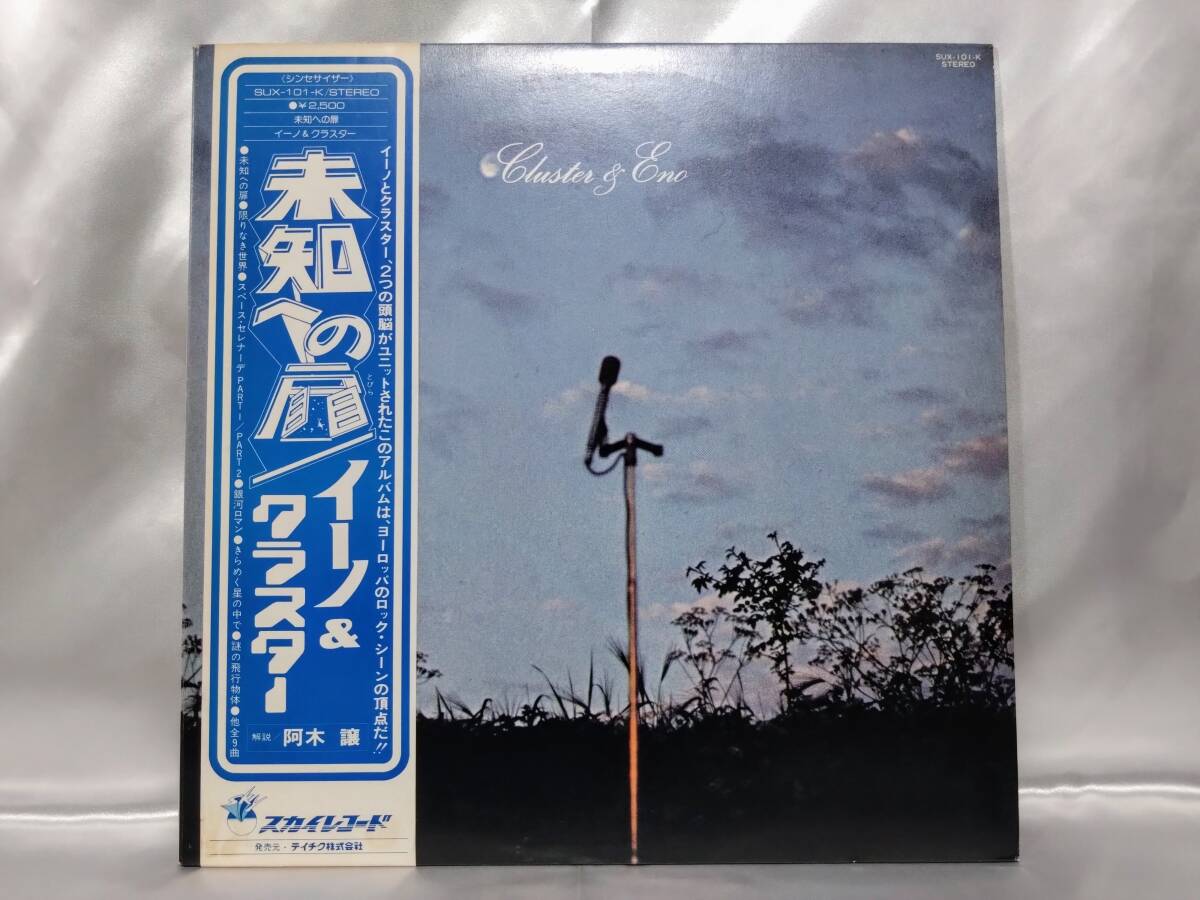 〈シンセサイザー〉
SUX-101-K/STEREO
●¥2,500
未知への扉
イーノ&クラスター
イーノとクラスター、2つの頭脳がユニットされたこのアルバムは、ヨーロッパのロック・シーンの頂点だ!!
未知への扉/
とびら
イーノ&
クラスター
●未知への扉●限りなき世界●スペース・セレナーデ PART1/PART2●銀河ロマン●きらめく星の中で●謎の飛行物体●他全9曲
解説/阿木 譲
スカイレコード
発売元・テイチク株式会社
SUX-101-K
STEREO
Cluster & Eno